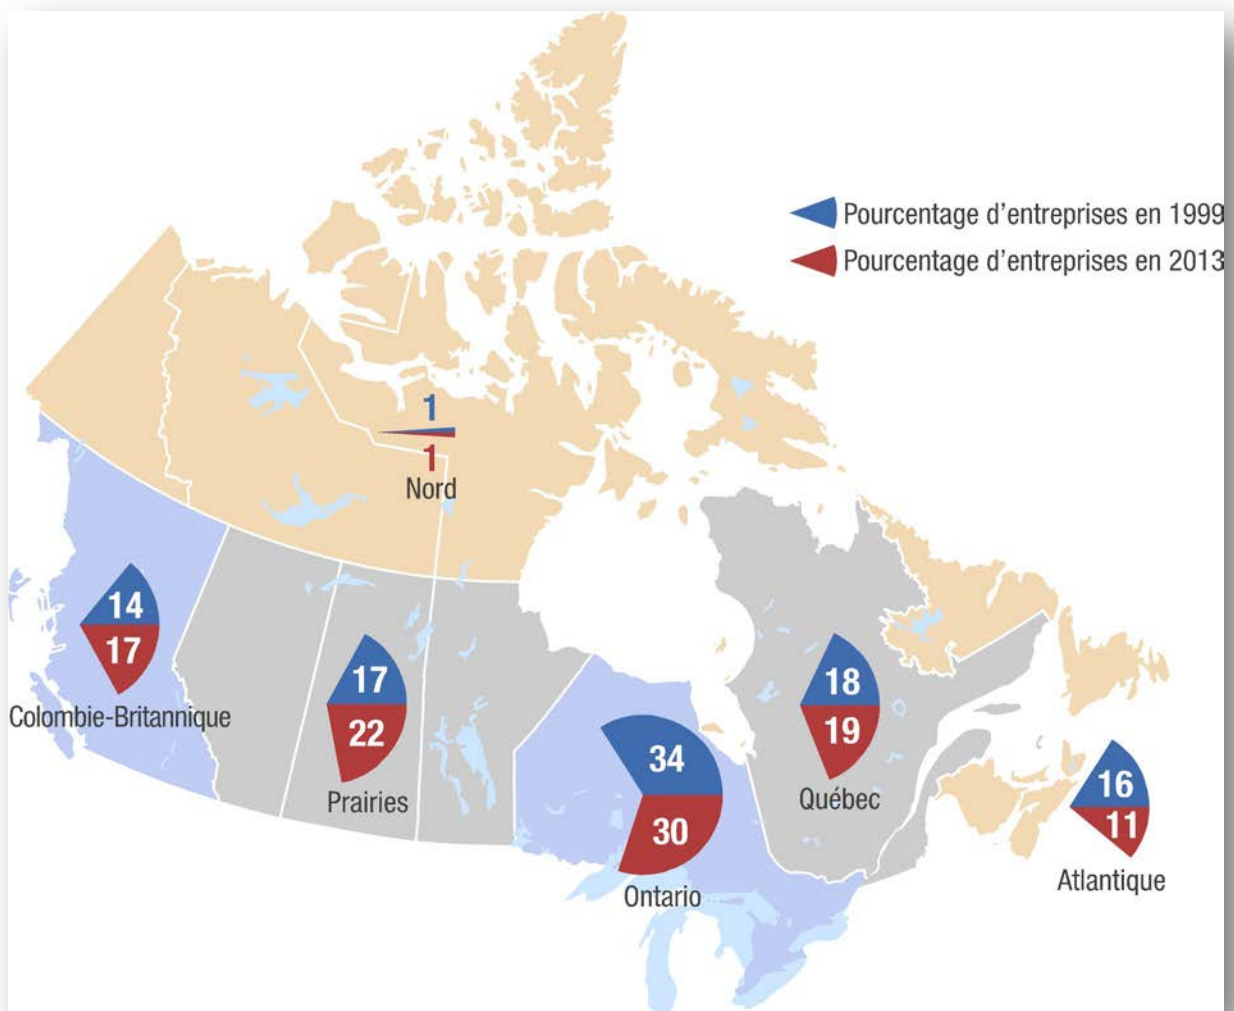 Pourcentage d'entreprises en 1999
Pourcentage d'entreprises en 2013
1
1
Nord
14
17
Colombie-Britannique
17
22
Prairies
34
30
Ontario
18
19
Québec
16
11
Atlantique